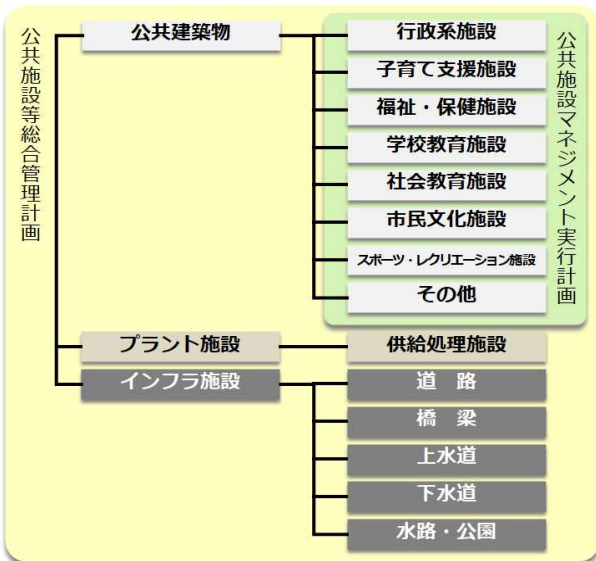 公共施設等総合管理計画
公共建築物
行政系施設
子育て支援施設
福祉・保健施設
学校教育施設
社会教育施設
市民文化施設
スポーツ・レクリエーション施設
その他
公共施設マネジメント実行計画
プラント施設
供給処理施設
インフラ施設
道　路
橋　梁
上水道
下水道
水路・公園